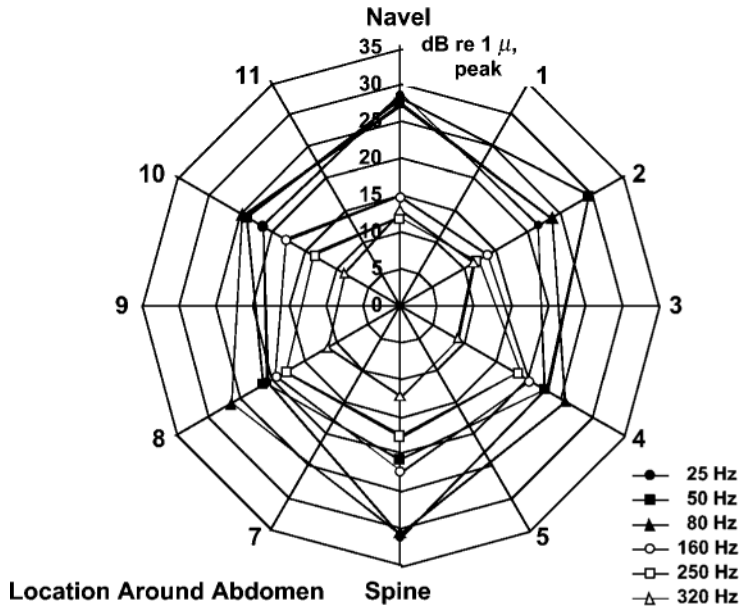 Navel
35
dB re 1 μ,
peak
30
25
20
15
10
5
0
11
1
10
2
9
3
8
4
7
5
25 Hz
50 Hz
80 Hz
160 Hz
250 Hz
320 Hz
Location Around Abdomen
Spine